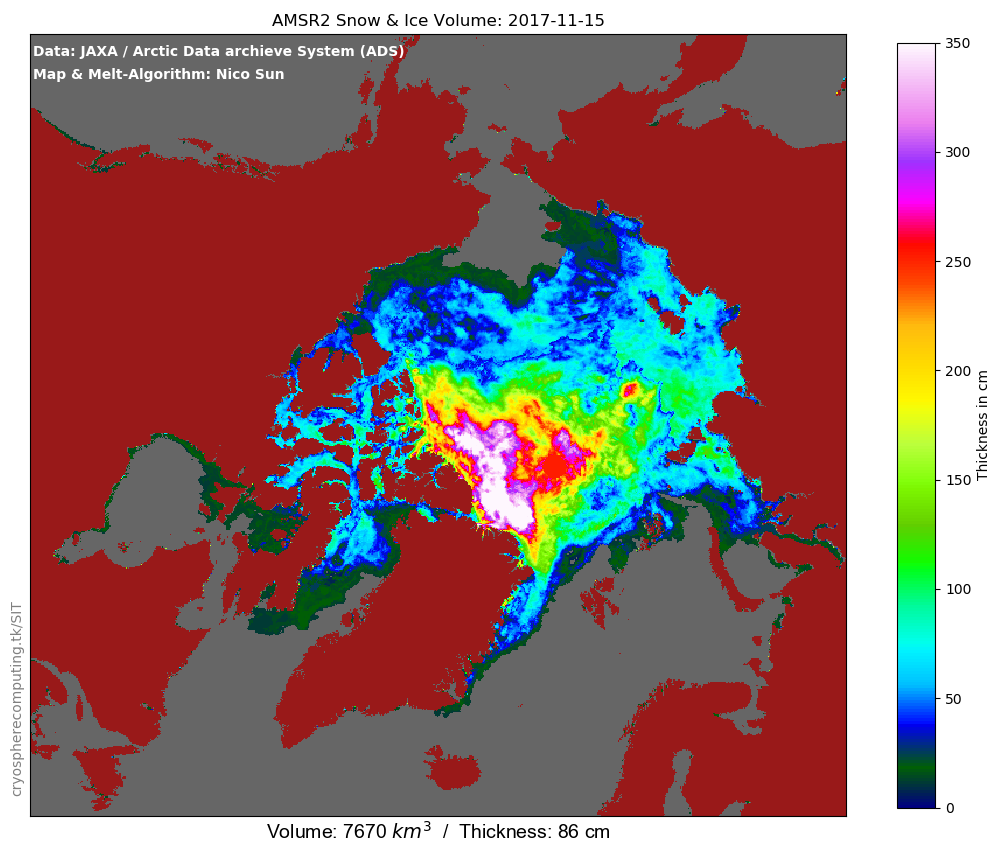 AMSR2 Snow & Ice Volume: 2017-11-15
Data: JAXA / Arctic Data archieve System (ADS)
Map & Melt-Algorithm: Nico Sun
350
300
250
200
150
100
50
0
Thickness in cm
cryospherecomputing.tk/SIT
Volume: 7670 km³ / Thickness: 86 cm